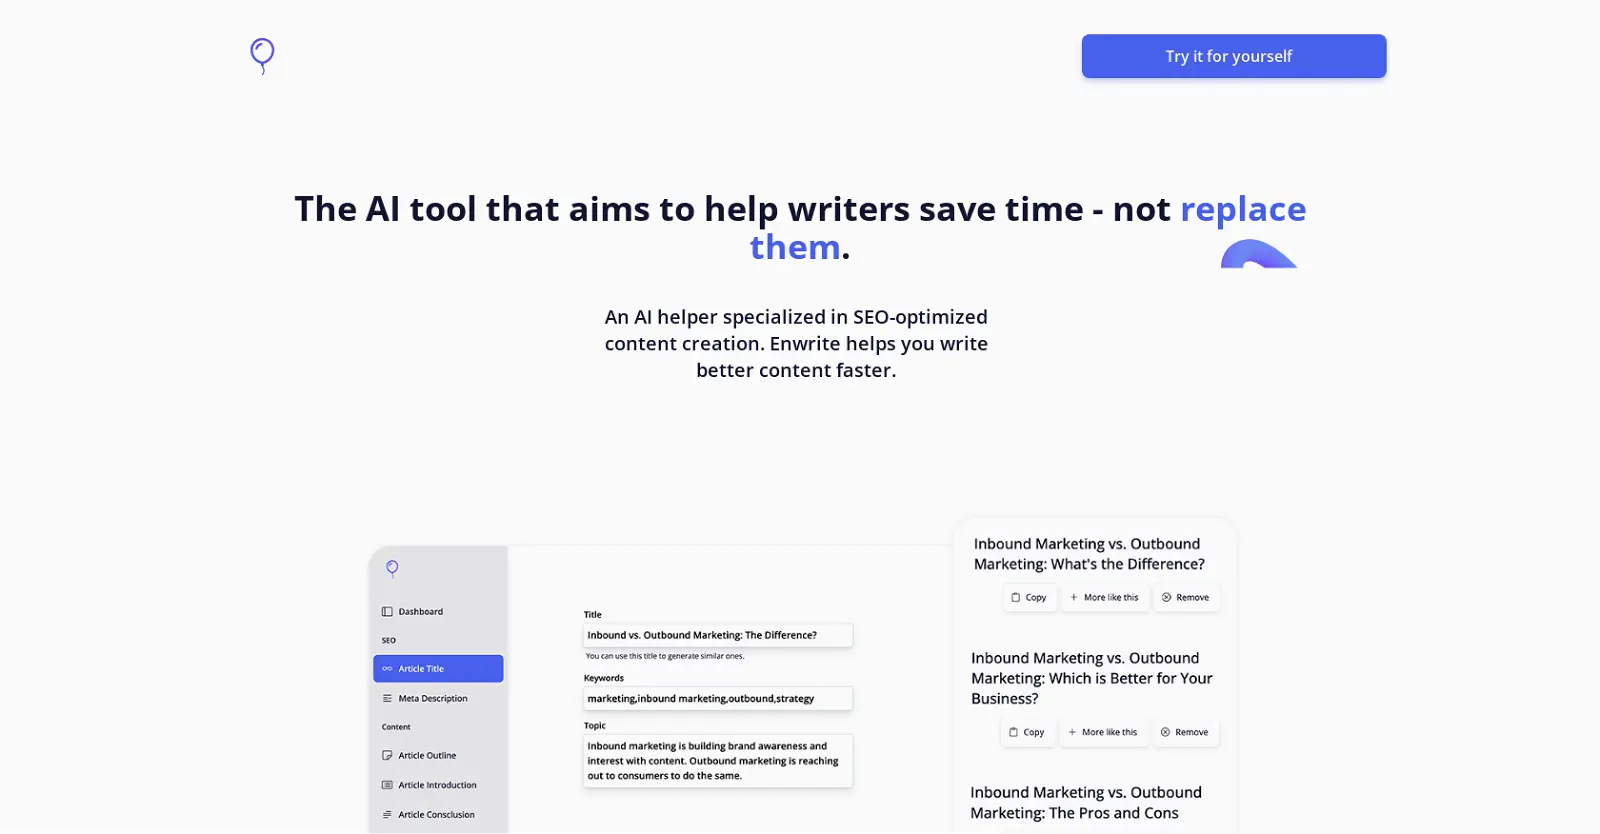 Try it for yourself
The AI tool that aims to help writers save time - not replace
them.
An AI helper specialized in SEO-optimized
content creation. Enwrite helps you write
better content faster.
Dashboard
SEO
Article Title
Meta Description
Content
Article Outline
Article Introduction
Article Consclusion
Title
Inbound vs. Outbound Marketing: The Difference?
You can use this title to generate similar ones.
Keywords
marketing,inbound marketing,outbound,strategy
Topic
Inbound marketing is building brand awareness and
interest with content. Outbound marketing is reaching
out to consumers to do the same.
Inbound Marketing vs. Outbound
Marketing: What's the Difference?
Copy
More like this
Remove
Inbound Marketing vs. Outbound
Marketing: Which is Better for Your
Business?
Copy
More like this
Remove
Inbound Marketing vs. Outbound
Marketing: The Pros and Cons